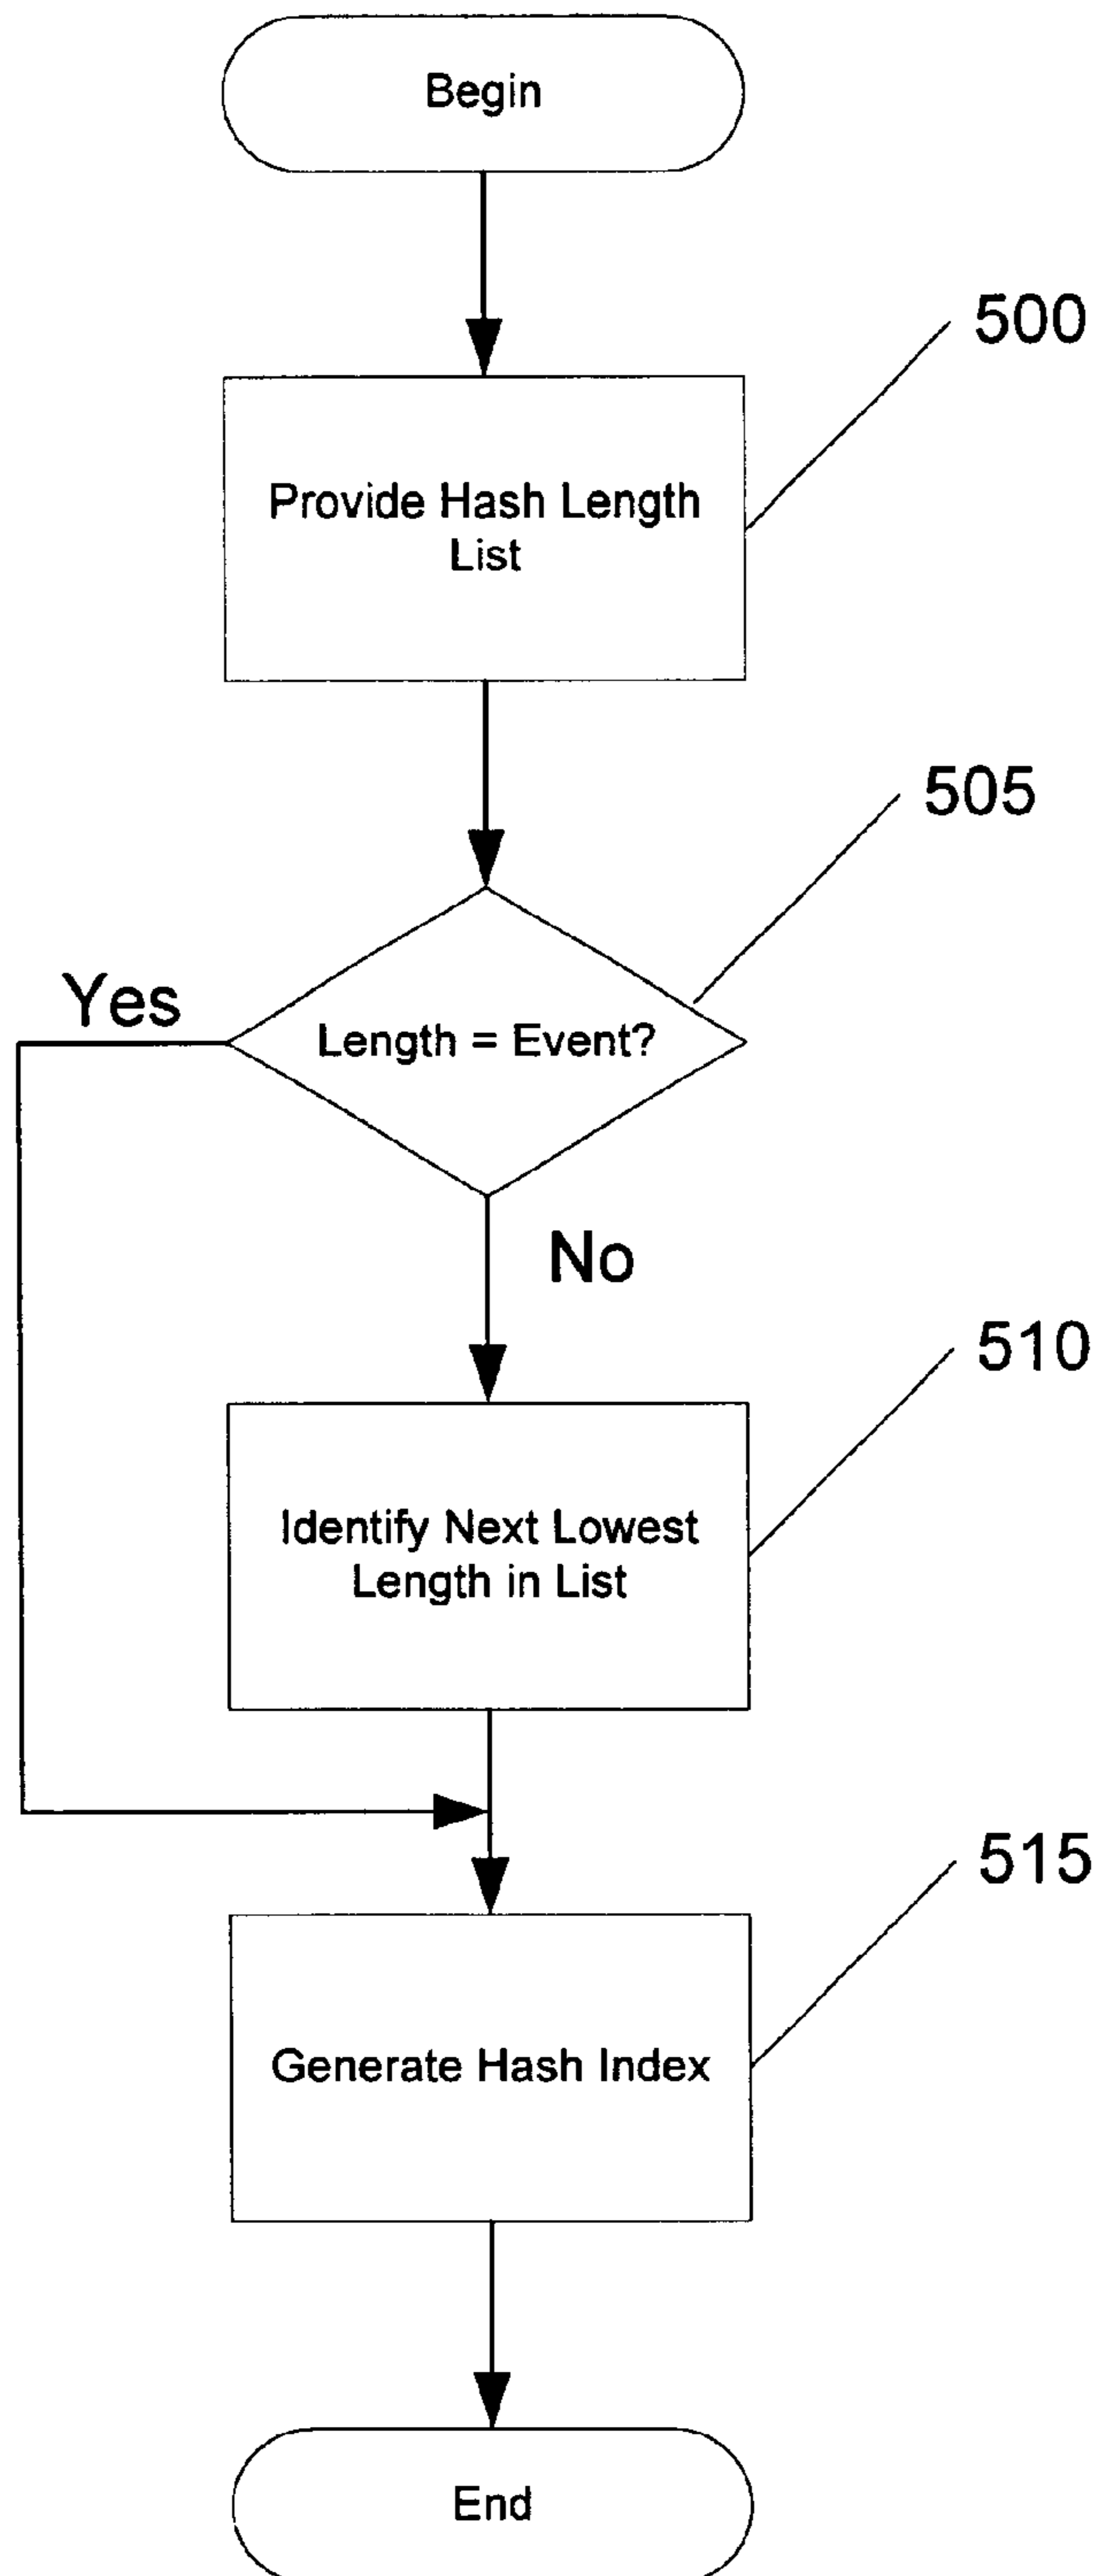 Begin
500
Provide Hash Length
List
505
Yes
Length = Event?
No
510
Identify Next Lowest
Length in List
515
Generate Hash Index
End